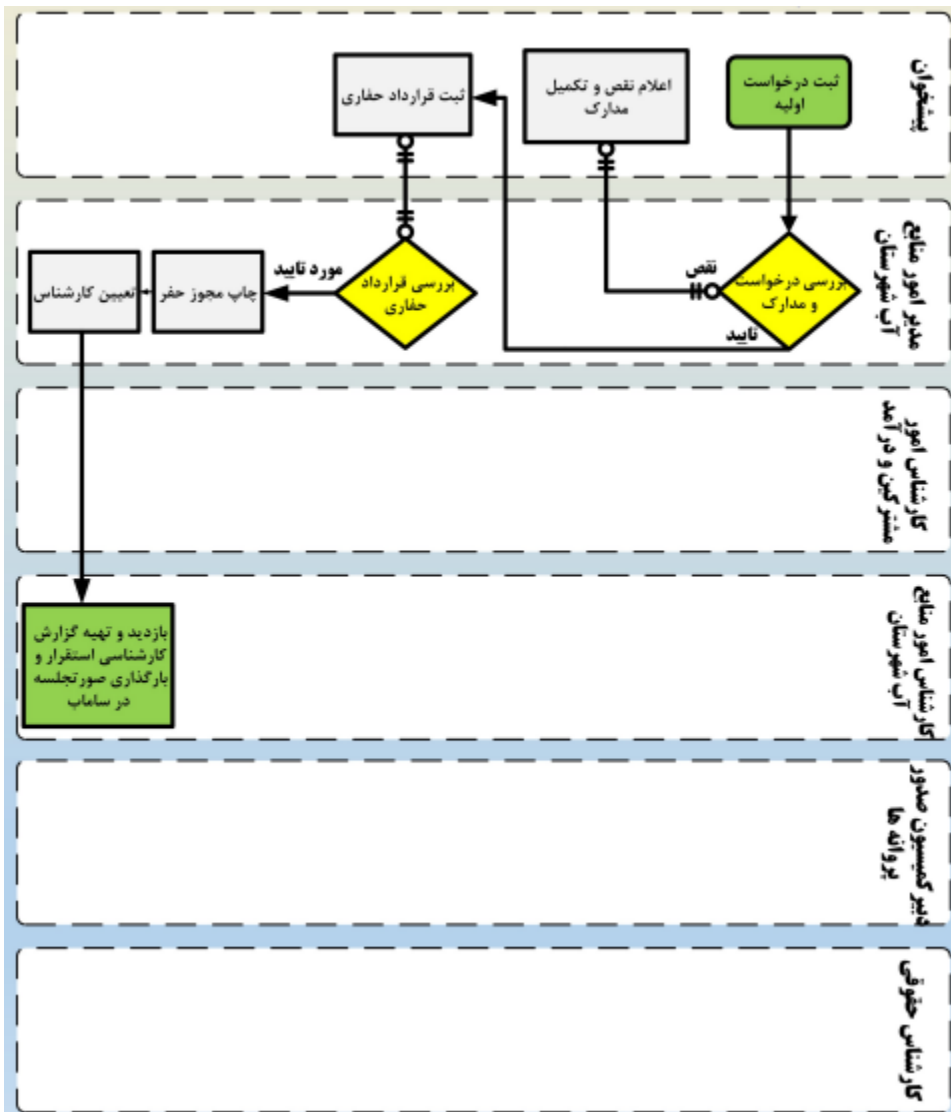 پیشخوان
ثبت درخواست
اولیه
اعلام نقص و تکمیل
مدارک
ثبت قرارداد حفاری
مدیر امور منابع
آب شهرستان
بررسی درخواست
و مدارک
نقص
تایید
بررسی قرارداد
حفاری
مورد تایید
چاپ مجوز حفر
تعیین کارشناس
کارشناس امور
مشترکین و درآمد
کارشناس امور منابع
آب شهرستان
بازدید و تهیه گزارش
کارشناسی استقرار و
بارگذاری صورتجلسه
در ساماب
دبیر کمیسیون صدور
پروانه ها
کارشناس حقوقی